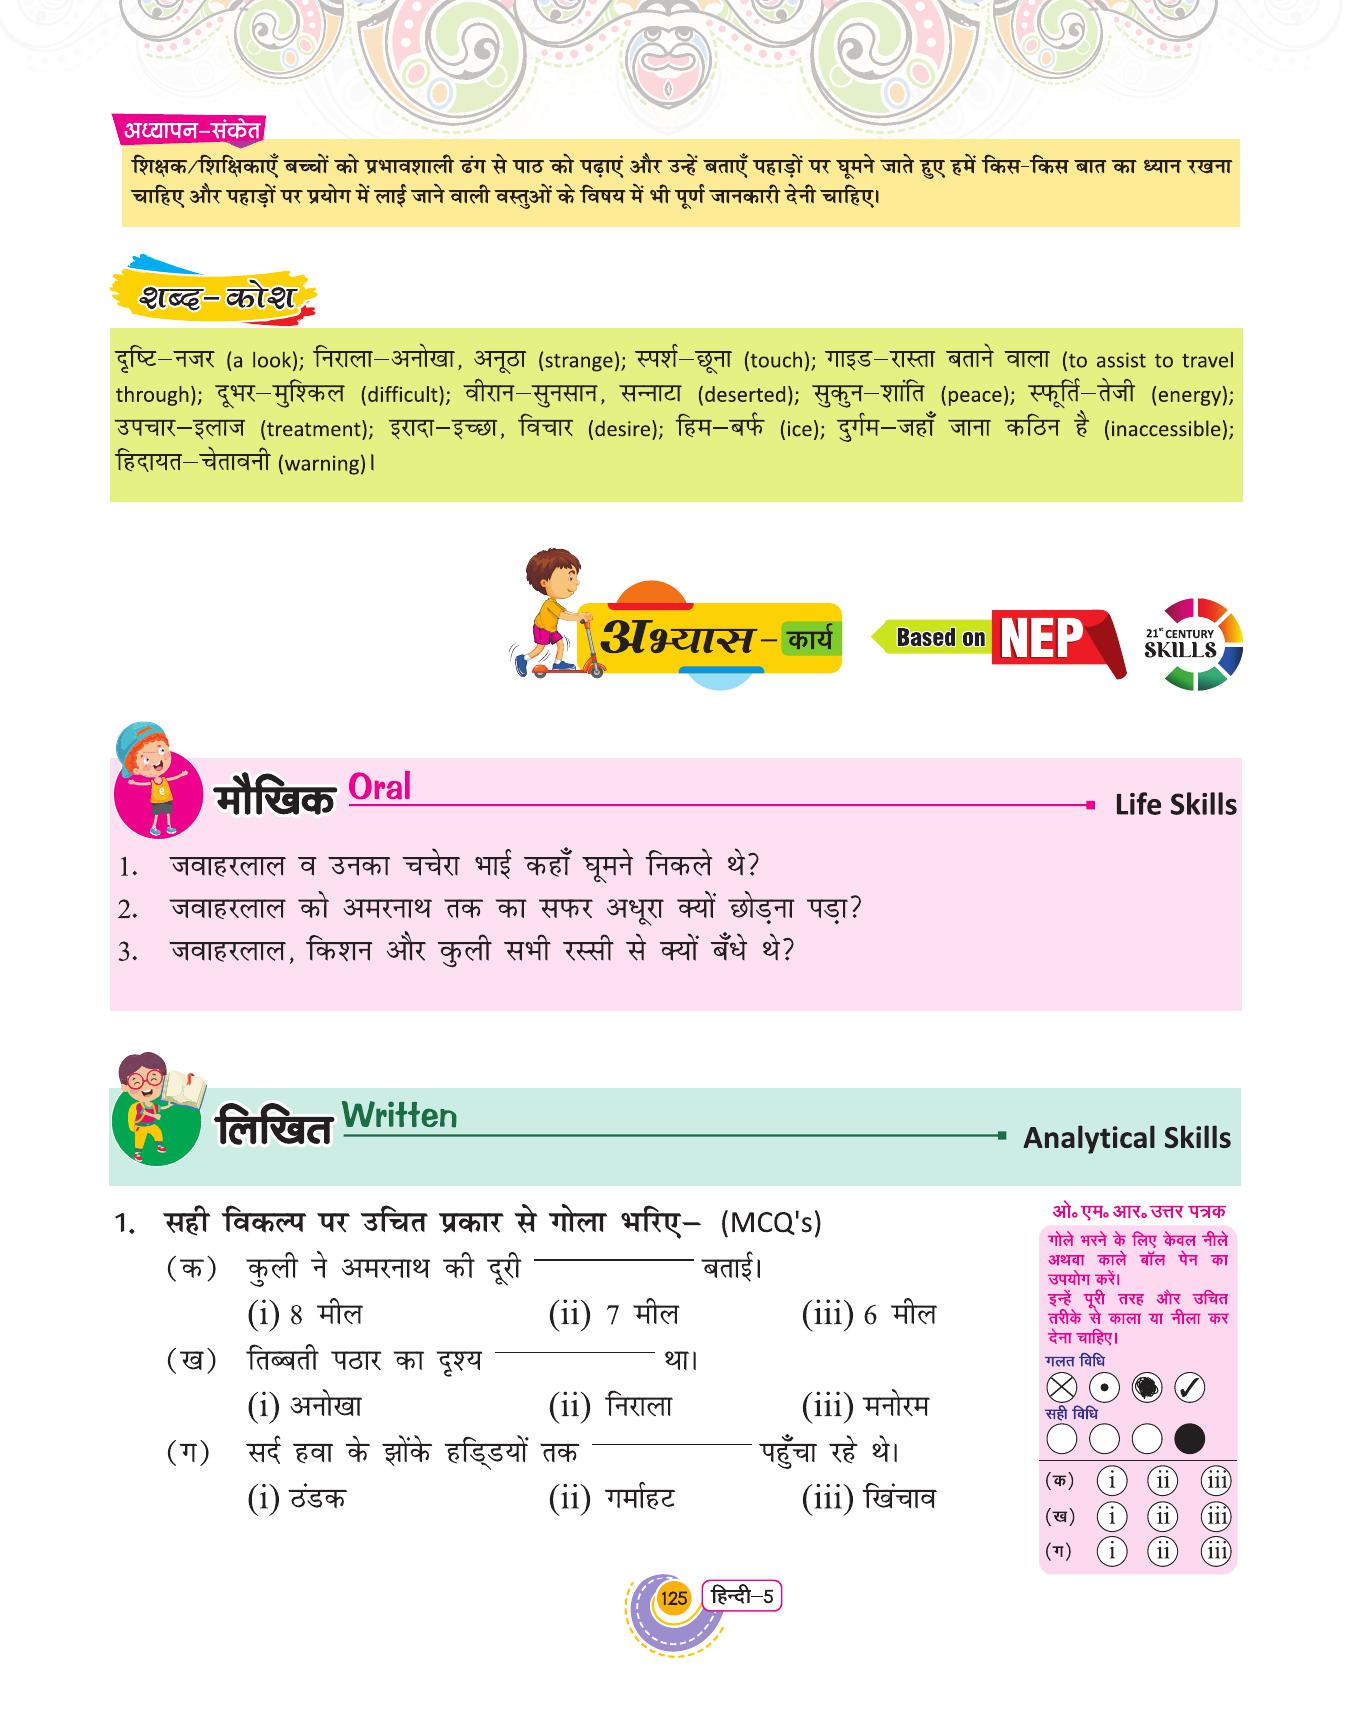 अध्यापन–संकेत
शिक्षक/शिक्षिकाएँ बच्चों को प्रभावशाली ढंग से पाठ को पढ़ाएं और उन्हें बताएँ पहाड़ों पर घूमने जाते हुए हमें किस-किस बात का ध्यान रखना
चाहिए और पहाड़ों पर प्रयोग में लाई जाने वाली वस्तुओं के विषय में भी पूर्ण जानकारी देनी चाहिए।
शब्द–कोश
दृष्टि–नजर (a look); निराला–अनोखा, अनूठा (strange); स्पर्श–छूना (touch); गाइड–रास्ता बताने वाला (to assist to travel
through); दूभर–मुश्किल (difficult); वीरान–सुनसान, सन्नाटा (deserted); सुकुन–शांति (peace); स्फूर्ति–तेजी (energy);
उपचार–इलाज (treatment); इरादा–इच्छा, विचार (desire); हिम–बर्फ (ice); दुर्गम–जहाँ जाना कठिन है (inaccessible);
हिदायत–चेतावनी (warning)।
अभ्यास – कार्य
Based on NEP
21st CENTURY
SKILLS
मौखिक Oral
Life Skills
1. जवाहरलाल व उनका चचेरा भाई कहाँ घूमने निकले थे?
2. जवाहरलाल को अमरनाथ तक का सफर अधूरा क्यों छोड़ना पड़ा?
3. जवाहरलाल, किशन और कुली सभी रस्सी से क्यों बँधे थे?
लिखित Written
Analytical Skills
1. सही विकल्प पर उचित प्रकार से गोला भरिए– (MCQ's)
(क) कुली ने अमरनाथ की दूरी __________ बताई।
(i) 8 मील (ii) 7 मील (iii) 6 मील
(ख) तिब्बती पठार का दृश्य __________ था।
(i) अनोखा (ii) निराला (iii) मनोरम
(ग) सर्द हवा के झोंके हड्डियों तक __________ पहुँचा रहे थे।
(i) ठंडक (ii) गर्माहट (iii) खिंचाव
ओ॰ एम॰ आर॰ उत्तर पत्रक
गोले भरने के लिए केवल नीले
अथवा काले बॉल पेन का
उपयोग करें।
इन्हें पूरी तरह और उचित
तरीके से काला या नीला कर
देना चाहिए।
गलत विधि
सही विधि
(क) i ii iii
(ख) i ii iii
(ग) i ii iii
125 हिन्दी–5